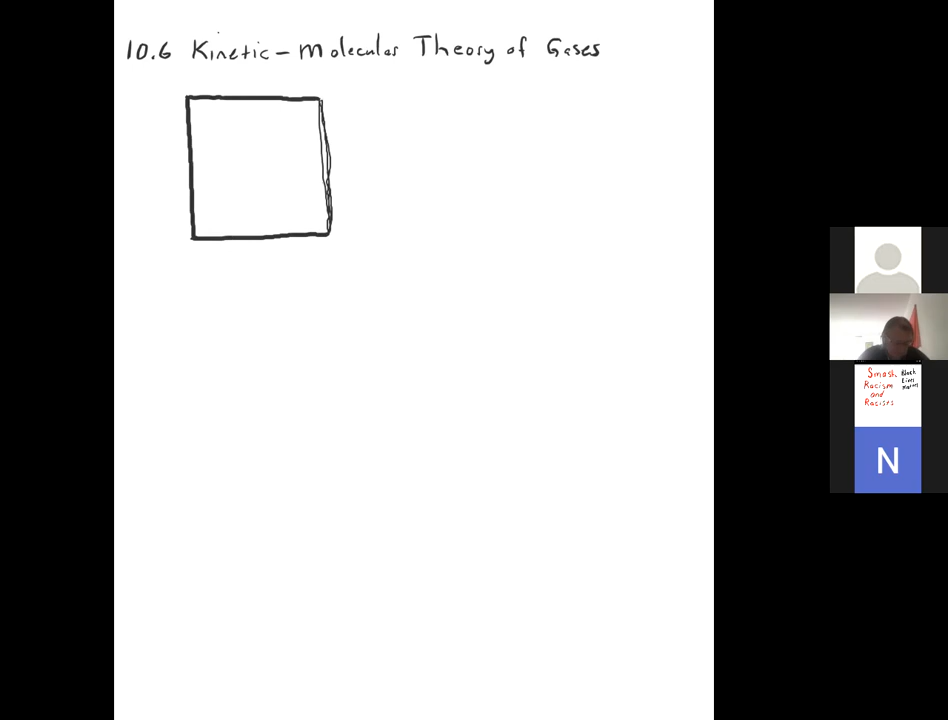 10.6 Kinetic - Molecular Theory of Gases
Smash
Racism
and
Racists
Black
Lives
Matter
N